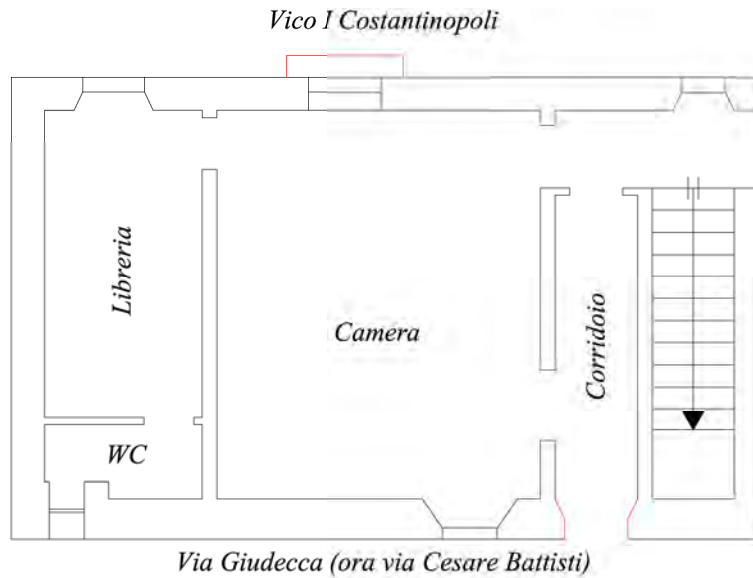 Vico I Costantinopoli
Libreria
Camera
Corridoio
WC
Via Giudecca (ora via Cesare Battisti)